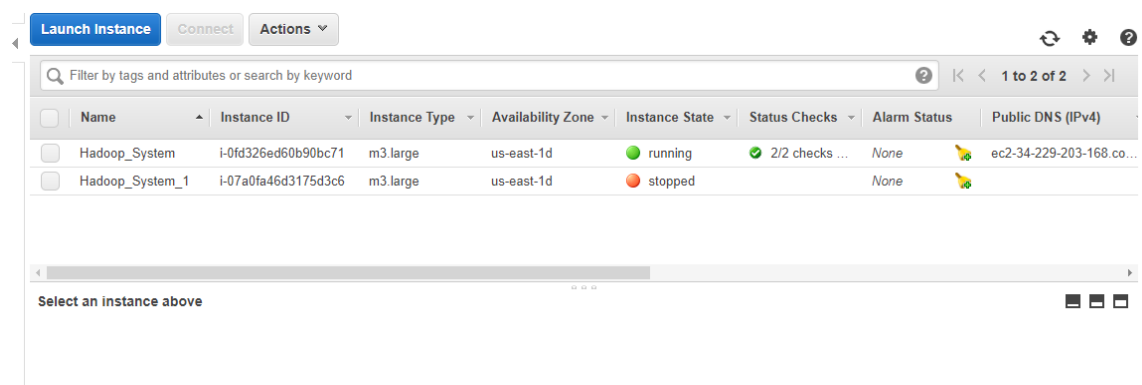 Launch Instance Connect Actions
Filter by tags and attributes or search by keyword 1 to 2 of 2
Name Instance ID Instance Type Availability Zone Instance State Status Checks Alarm Status Public DNS (IPv4)
Hadoop_System i-0fd326ed60b90bc71 m3.large us-east-1d running 2/2 checks ... None ec2-34-229-203-168.co...
Hadoop_System_1 i-07a0fa46d3175d3c6 m3.large us-east-1d stopped None
Select an instance above